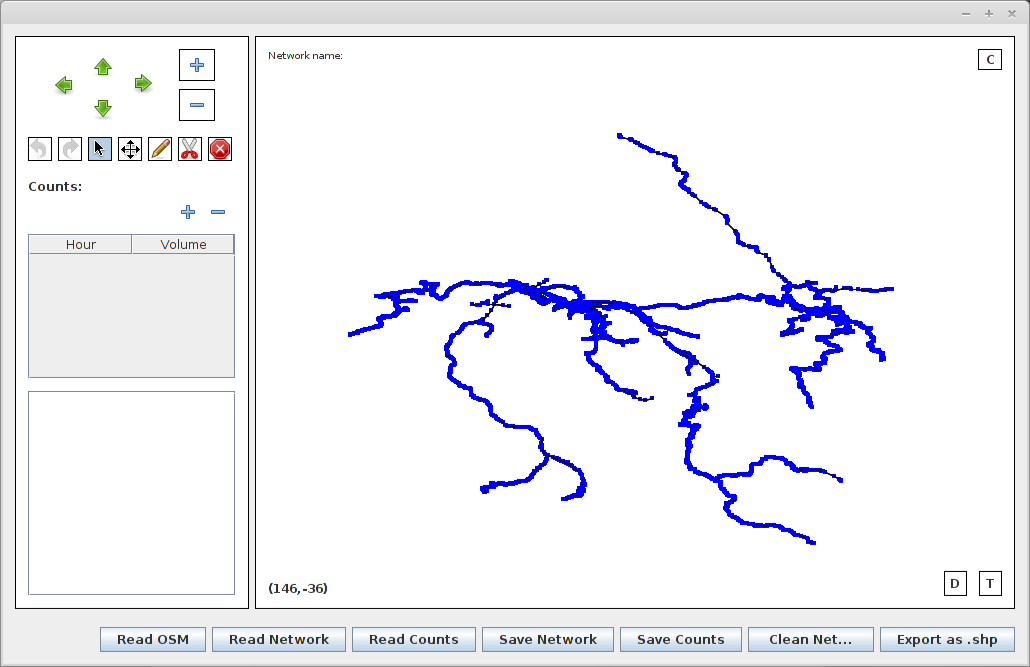 Network name:
C
Counts:
Hour Volume
(146,-36)
D T
Read OSM Read Network Read Counts Save Network Save Counts Clean Net... Export as .shp